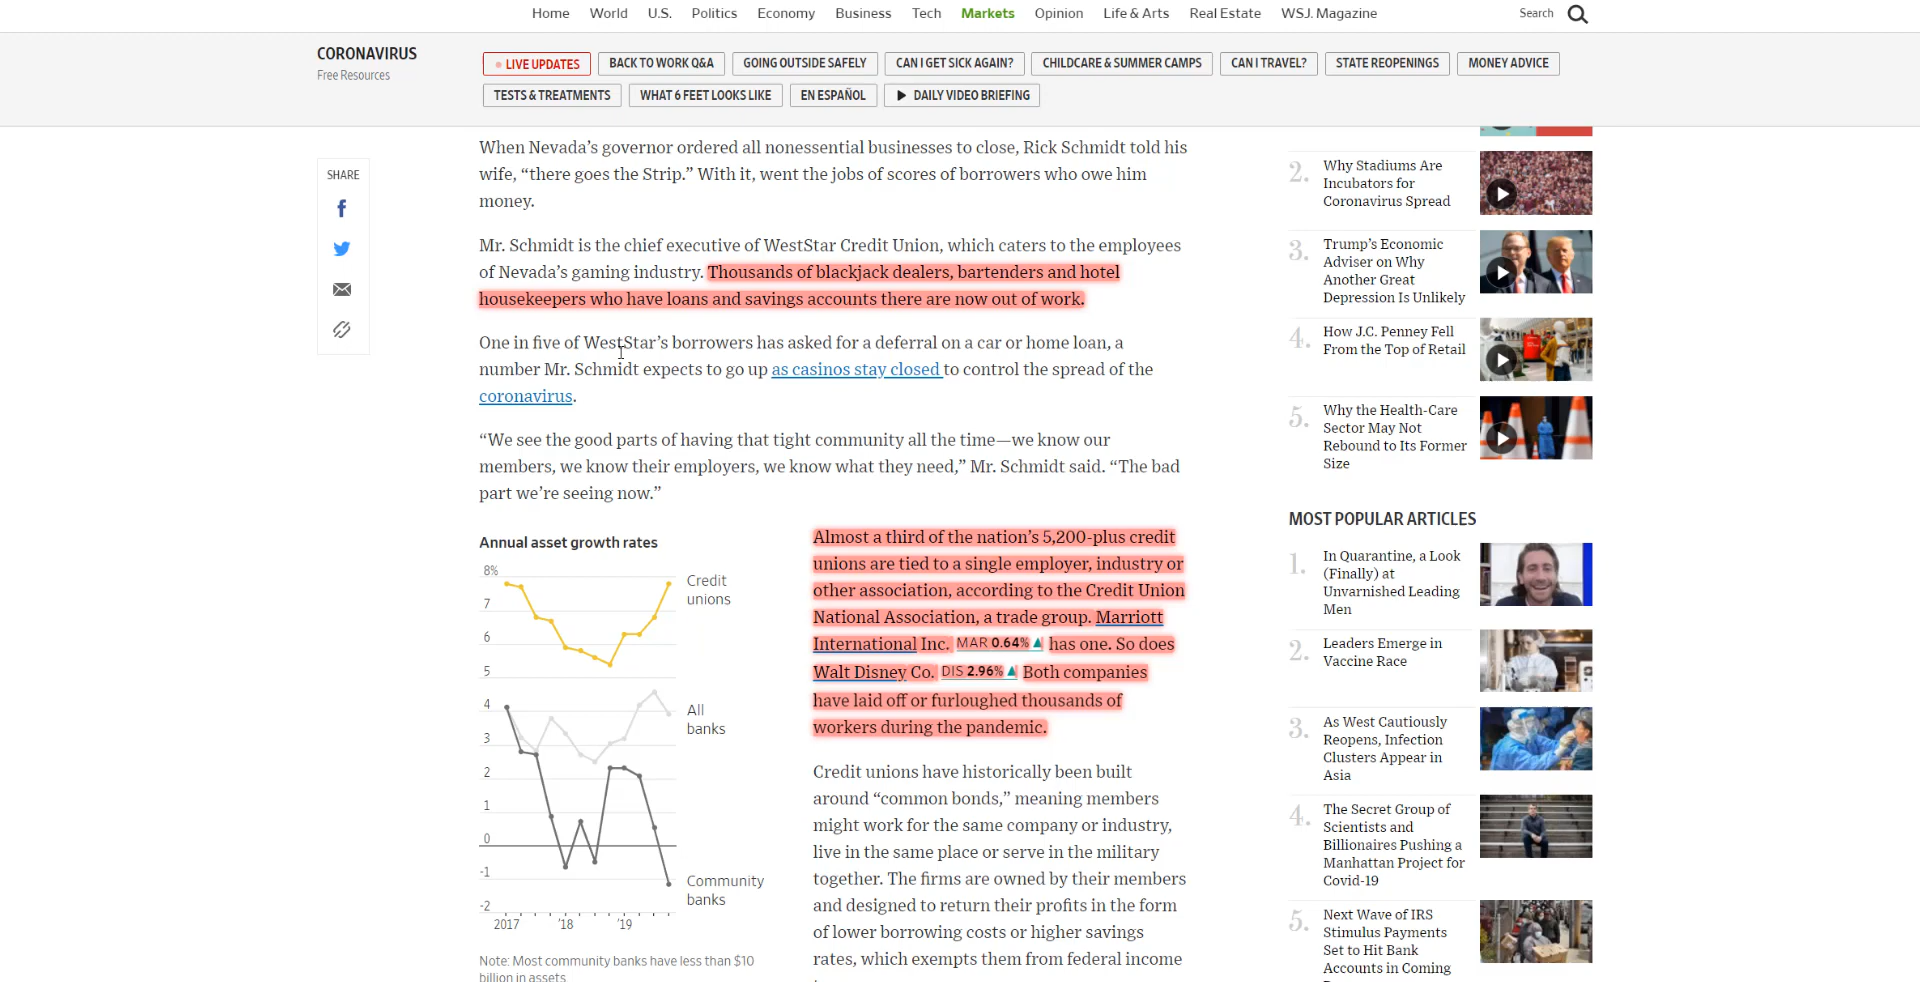 Home World U.S. Politics Economy Business Tech Markets Opinion Life & Arts Real Estate WSJ. Magazine Search
CORONAVIRUS
Free Resources
LIVE UPDATES BACK TO WORK Q&A GOING OUTSIDE SAFELY CAN I GET SICK AGAIN? CHILDCARE & SUMMER CAMPS CAN I TRAVEL? STATE REOPENINGS MONEY ADVICE
TESTS & TREATMENTS WHAT 6 FEET LOOKS LIKE EN ESPAÑOL DAILY VIDEO BRIEFING
SHARE
When Nevada’s governor ordered all nonessential businesses to close, Rick Schmidt told his
wife, “there goes the Strip.” With it, went the jobs of scores of borrowers who owe him
money.
Mr. Schmidt is the chief executive of WestStar Credit Union, which caters to the employees
of Nevada’s gaming industry. Thousands of blackjack dealers, bartenders and hotel
housekeepers who have loans and savings accounts there are now out of work.
One in five of WestStar’s borrowers has asked for a deferral on a car or home loan, a
number Mr. Schmidt expects to go up as casinos stay closed to control the spread of the
coronavirus.
“We see the good parts of having that tight community all the time—we know our
members, we know their employers, we know what they need,” Mr. Schmidt said. “The bad
part we’re seeing now.”
Annual asset growth rates
8%
7
6
5
4
3
2
1
0
-1
-2
Credit
unions
All
banks
Community
banks
2017 ’18 ’19
Note: Most community banks have less than $10
billion in assets
Almost a third of the nation’s 5,200-plus credit
unions are tied to a single employer, industry or
other association, according to the Credit Union
National Association, a trade group. Marriott
International Inc. MAR 0.64% ▲ has one. So does
Walt Disney Co. DIS 2.96% ▲ Both companies
have laid off or furloughed thousands of
workers during the pandemic.
Credit unions have historically been built
around “common bonds,” meaning members
might work for the same company or industry,
live in the same place or serve in the military
together. The firms are owned by their members
and designed to return their profits in the form
of lower borrowing costs or higher savings
rates, which exempts them from federal income
2. Why Stadiums Are
Incubators for
Coronavirus Spread
3. Trump’s Economic
Adviser on Why
Another Great
Depression Is Unlikely
4. How J.C. Penney Fell
From the Top of Retail
5. Why the Health-Care
Sector May Not
Rebound to Its Former
Size
MOST POPULAR ARTICLES
1. In Quarantine, a Look
(Finally) at
Unvarnished Leading
Men
2. Leaders Emerge in
Vaccine Race
3. As West Cautiously
Reopens, Infection
Clusters Appear in
Asia
4. The Secret Group of
Scientists and
Billionaires Pushing a
Manhattan Project for
Covid-19
5. Next Wave of IRS
Stimulus Payments
Set to Hit Bank
Accounts in Coming